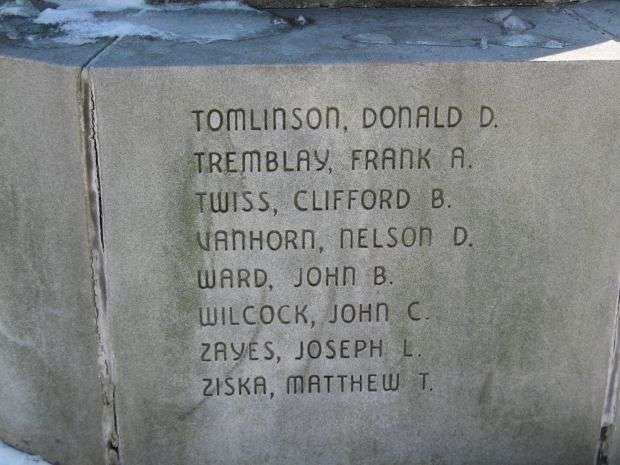 TOMLINSON, DONALD D.
TREMBLAY, FRANK A.
TWISS, CLIFFORD B.
VANHORN, NELSON D.
WARD, JOHN B.
WILCOCK, JOHN C.
ZAYES, JOSEPH L.
ZISKA, MATTHEW T.